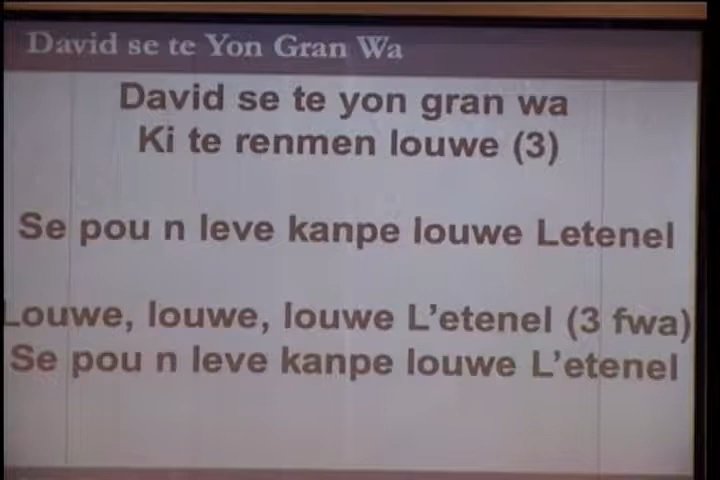 David se te Yon Gran Wa
David se te yon gran wa
Ki te renmen louwe (3)
Se pou n leve kanpe louwe Letenel
Louwe, louwe, louwe L'etenel (3 fwa)
Se pou n leve kanpe louwe L'etenel